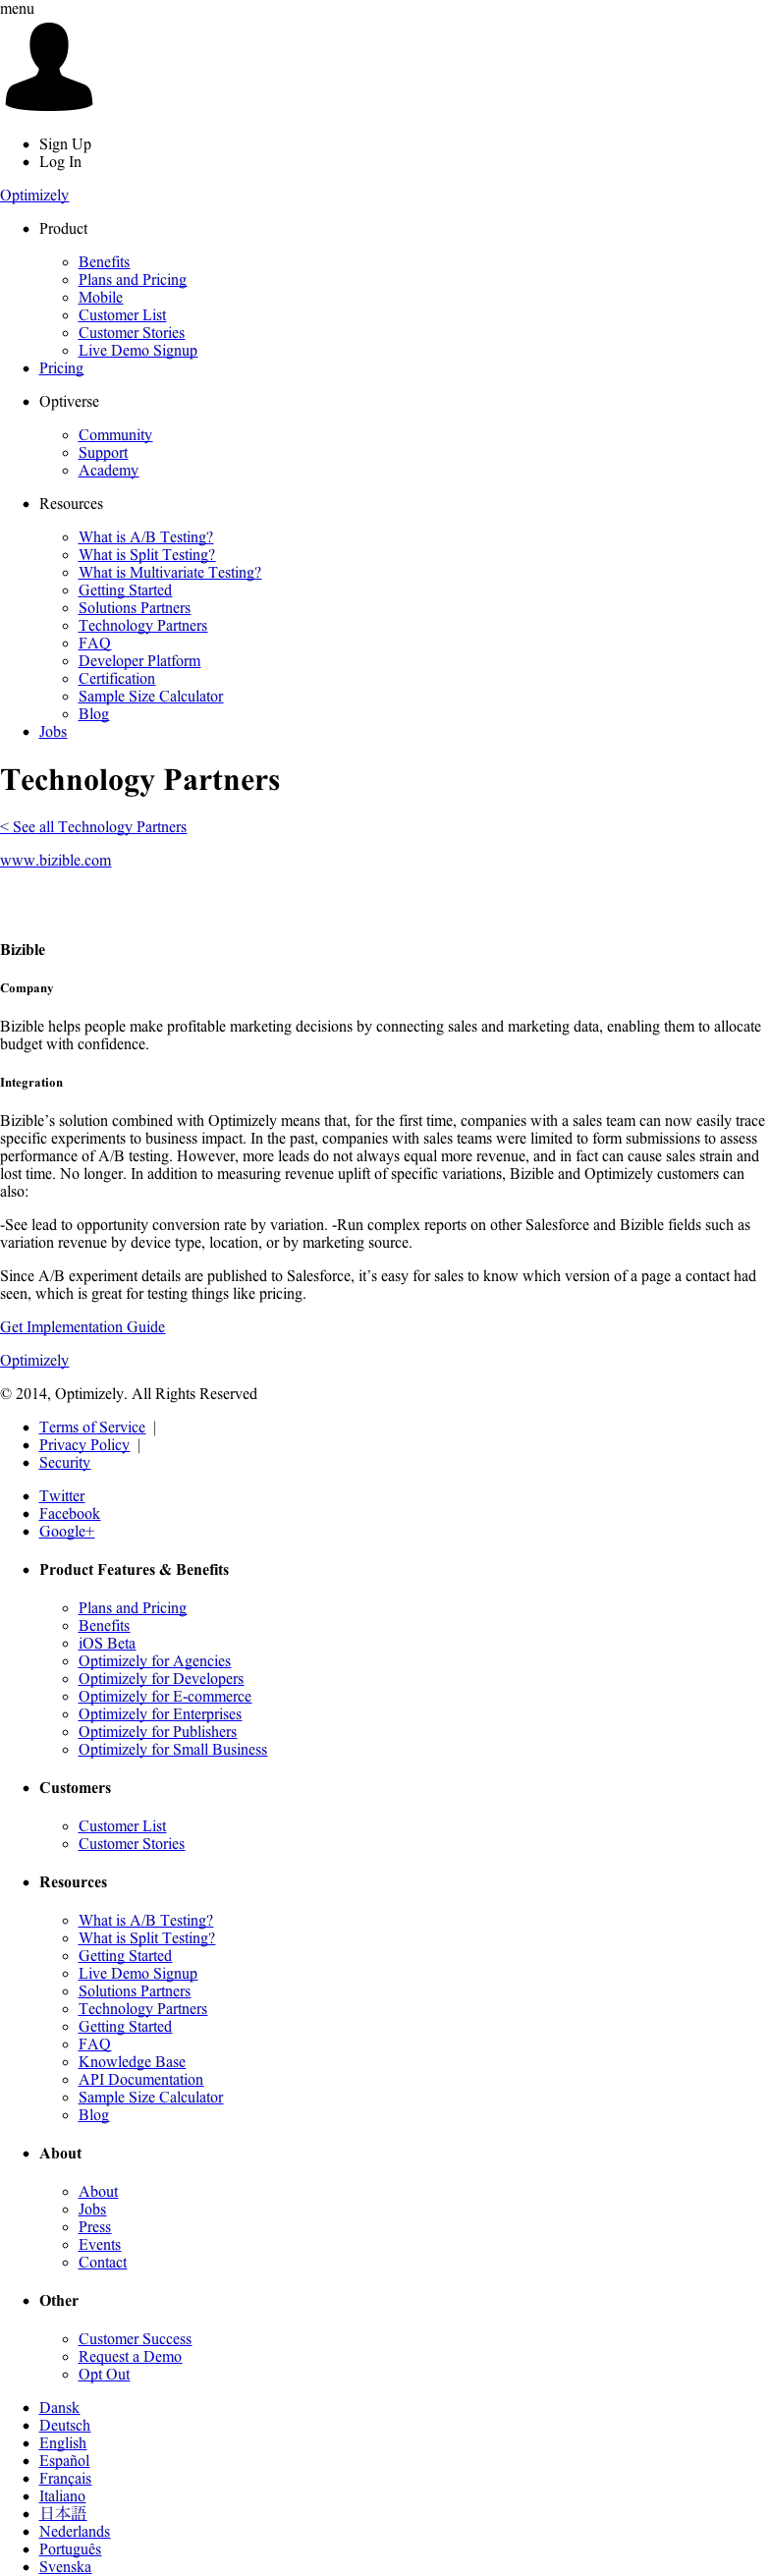 menu
Sign Up
Log In
Optimizely
Product
Benefits
Plans and Pricing
Mobile
Customer List
Customer Stories
Live Demo Signup
Pricing
Optiverse
Community
Support
Academy
Resources
What is A/B Testing?
What is Split Testing?
What is Multivariate Testing?
Getting Started
Solutions Partners
Technology Partners
FAQ
Developer Platform
Certification
Sample Size Calculator
Blog
Jobs
Technology Partners
< See all Technology Partners
www.bizible.com
Bizible
Company
Bizible helps people make profitable marketing decisions by connecting sales and marketing data, enabling them to allocate
budget with confidence.
Integration
Bizible’s solution combined with Optimizely means that, for the first time, companies with a sales team can now easily trace
specific experiments to business impact. In the past, companies with sales teams were limited to form submissions to assess
performance of A/B testing. However, more leads do not always equal more revenue, and in fact can cause sales strain and
lost time. No longer. In addition to measuring revenue uplift of specific variations, Bizible and Optimizely customers can
also:
-See lead to opportunity conversion rate by variation. -Run complex reports on other Salesforce and Bizible fields such as
variation revenue by device type, location, or by marketing source.
Since A/B experiment details are published to Salesforce, it’s easy for sales to know which version of a page a contact had
seen, which is great for testing things like pricing.
Get Implementation Guide
Optimizely
© 2014, Optimizely. All Rights Reserved
Terms of Service |
Privacy Policy |
Security
Twitter
Facebook
Google+
Product Features & Benefits
Plans and Pricing
Benefits
iOS Beta
Optimizely for Agencies
Optimizely for Developers
Optimizely for E-commerce
Optimizely for Enterprises
Optimizely for Publishers
Optimizely for Small Business
Customers
Customer List
Customer Stories
Resources
What is A/B Testing?
What is Split Testing?
Getting Started
Live Demo Signup
Solutions Partners
Technology Partners
Getting Started
FAQ
Knowledge Base
API Documentation
Sample Size Calculator
Blog
About
About
Jobs
Press
Events
Contact
Other
Customer Success
Request a Demo
Opt Out
Dansk
Deutsch
English
Español
Français
Italiano
日本語
Nederlands
Português
Svenska